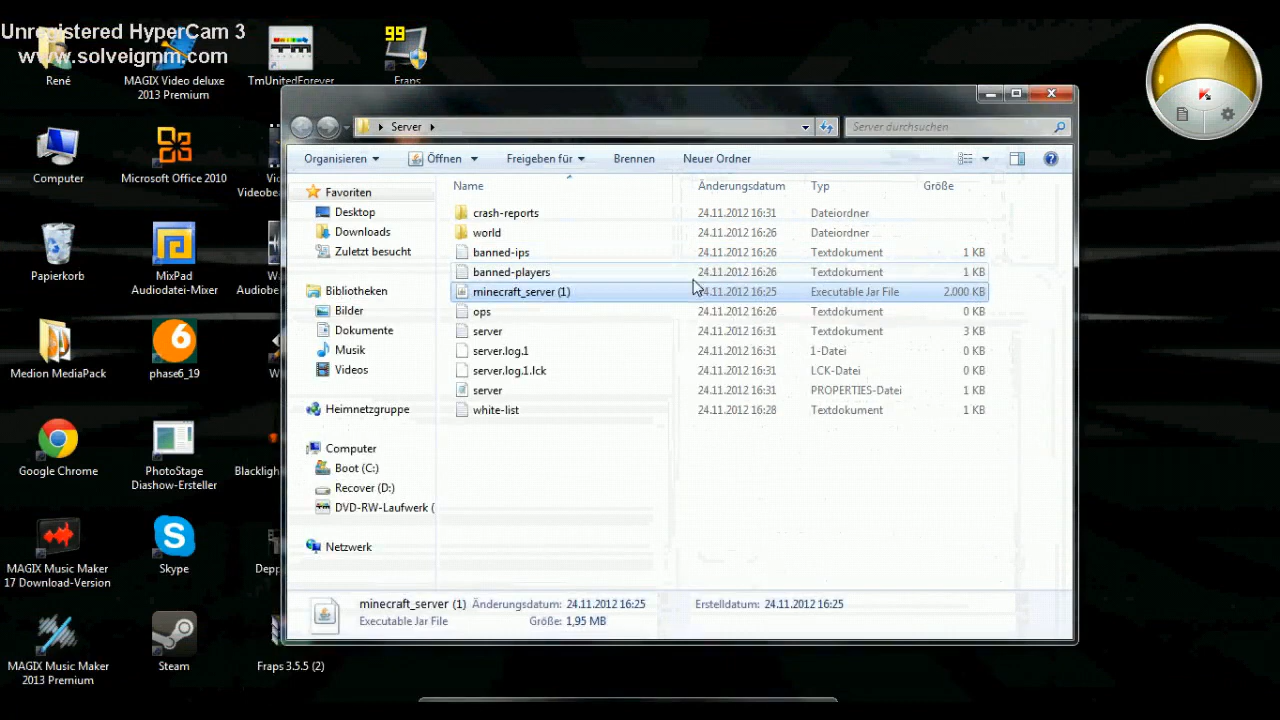 Unregistered HyperCam 3
www.solveigmm.com
99
René
MAGIX Video deluxe
2013 Premium
TmUnitedForever
Fraps
Computer
Microsoft Office 2010
Papierkorb
MixPad
Audiodatei-Mixer
Medion MediaPack
phase6_19
Google Chrome
PhotoStage
Diashow-Ersteller
MAGIX Music Maker
17 Download-Version
Skype
MAGIX Music Maker
2013 Premium
Steam
Fraps 3.5.5 (2)
Server
Server durchsuchen
Organisieren
Öffnen
Freigeben für
Brennen
Neuer Ordner
Favoriten
Desktop
Downloads
Zuletzt besucht
Bibliotheken
Bilder
Dokumente
Musik
Videos
Heimnetzgruppe
Computer
Boot (C:)
Recover (D:)
DVD-RW-Laufwerk (
Netzwerk
Name Änderungsdatum Typ Größe
crash-reports 24.11.2012 16:31 Dateiordner
world 24.11.2012 16:26 Dateiordner
banned-ips 24.11.2012 16:26 Textdokument 1 KB
banned-players 24.11.2012 16:26 Textdokument 1 KB
minecraft_server (1) 24.11.2012 16:25 Executable Jar File 2.000 KB
ops 24.11.2012 16:26 Textdokument 0 KB
server 24.11.2012 16:31 Textdokument 3 KB
server.log.1 24.11.2012 16:31 1-Datei 0 KB
server.log.1.lck 24.11.2012 16:31 LCK-Datei 0 KB
server 24.11.2012 16:31 PROPERTIES-Datei 1 KB
white-list 24.11.2012 16:28 Textdokument 1 KB
minecraft_server (1) Änderungsdatum: 24.11.2012 16:25 Erstelldatum: 24.11.2012 16:25
Executable Jar File Größe: 1,95 MB